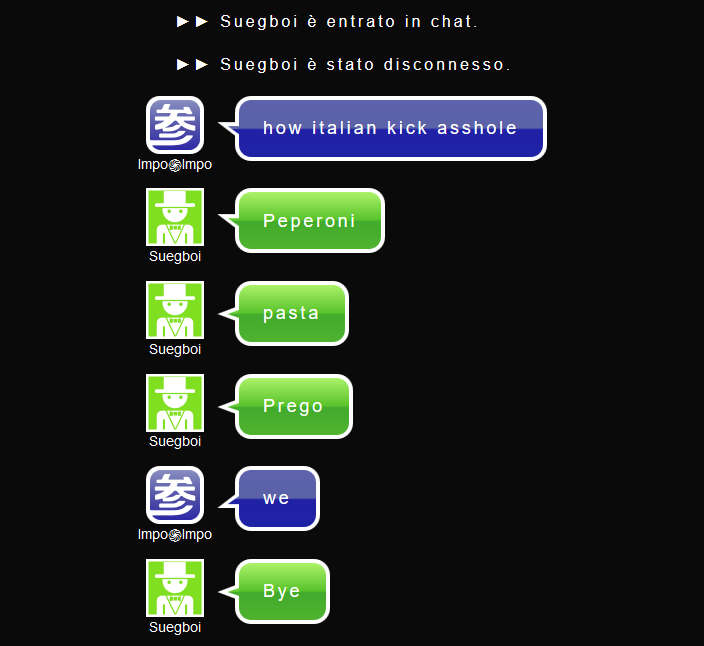 ►► Suegboi è entrato in chat.
►► Suegboi è stato disconnesso.
参
how italian kick asshole
Impo֍Impo
Peperoni
Suegboi
pasta
Suegboi
Prego
Suegboi
参
we
Impo֍Impo
Bye
Suegboi